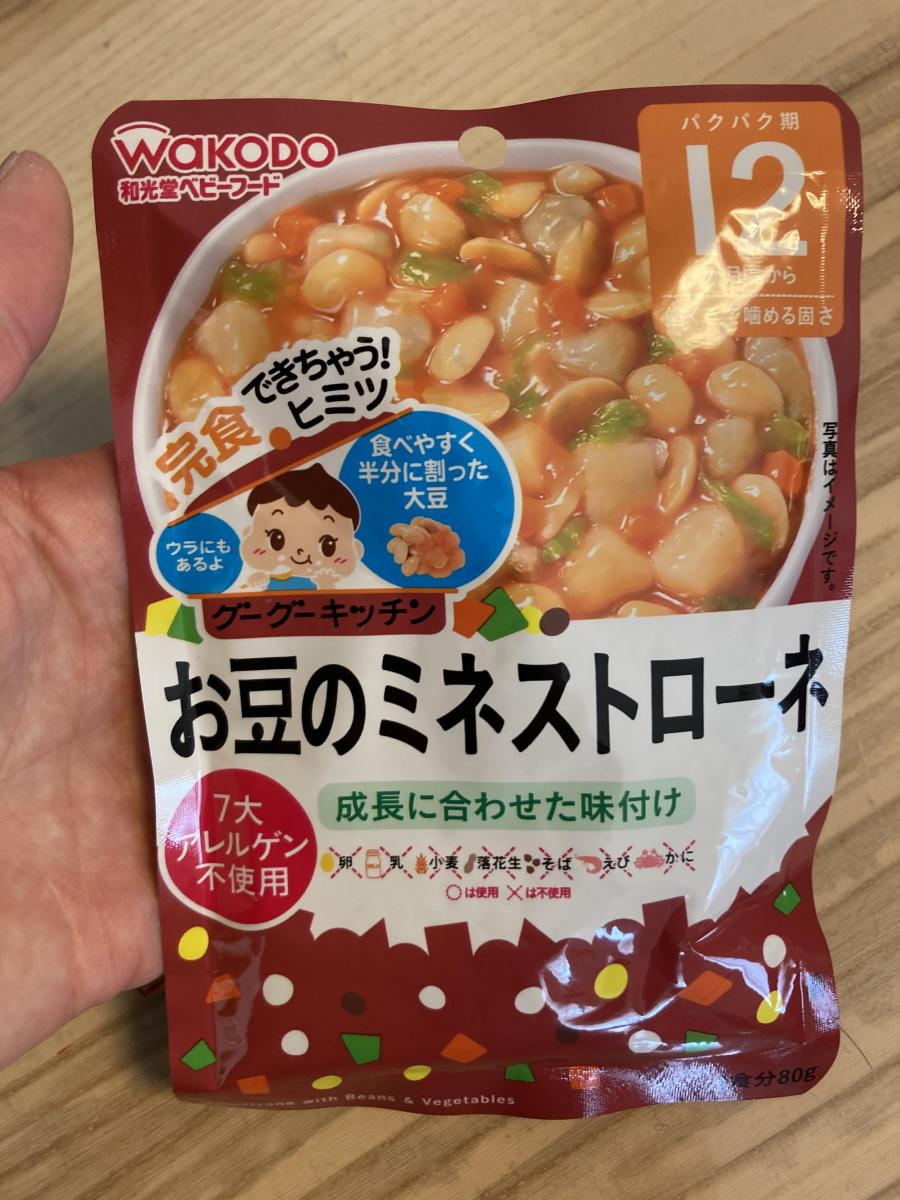 WaKODO
和光堂ベビーフード
パクパク期
12
か月頃から
噛める固さ
完食できちゃう!
ヒミツ
食べやすく
半分に割った
大豆
ウラにも
あるよ
写真はイメージです。
グーグーキッチン
お豆のミネストローネ
7大
アレルゲン
不使用
成長に合わせた味付け
卵 乳 小麦 落花生 そば えび かに
は使用 は不使用
食分80g
with Beans & Vegetables